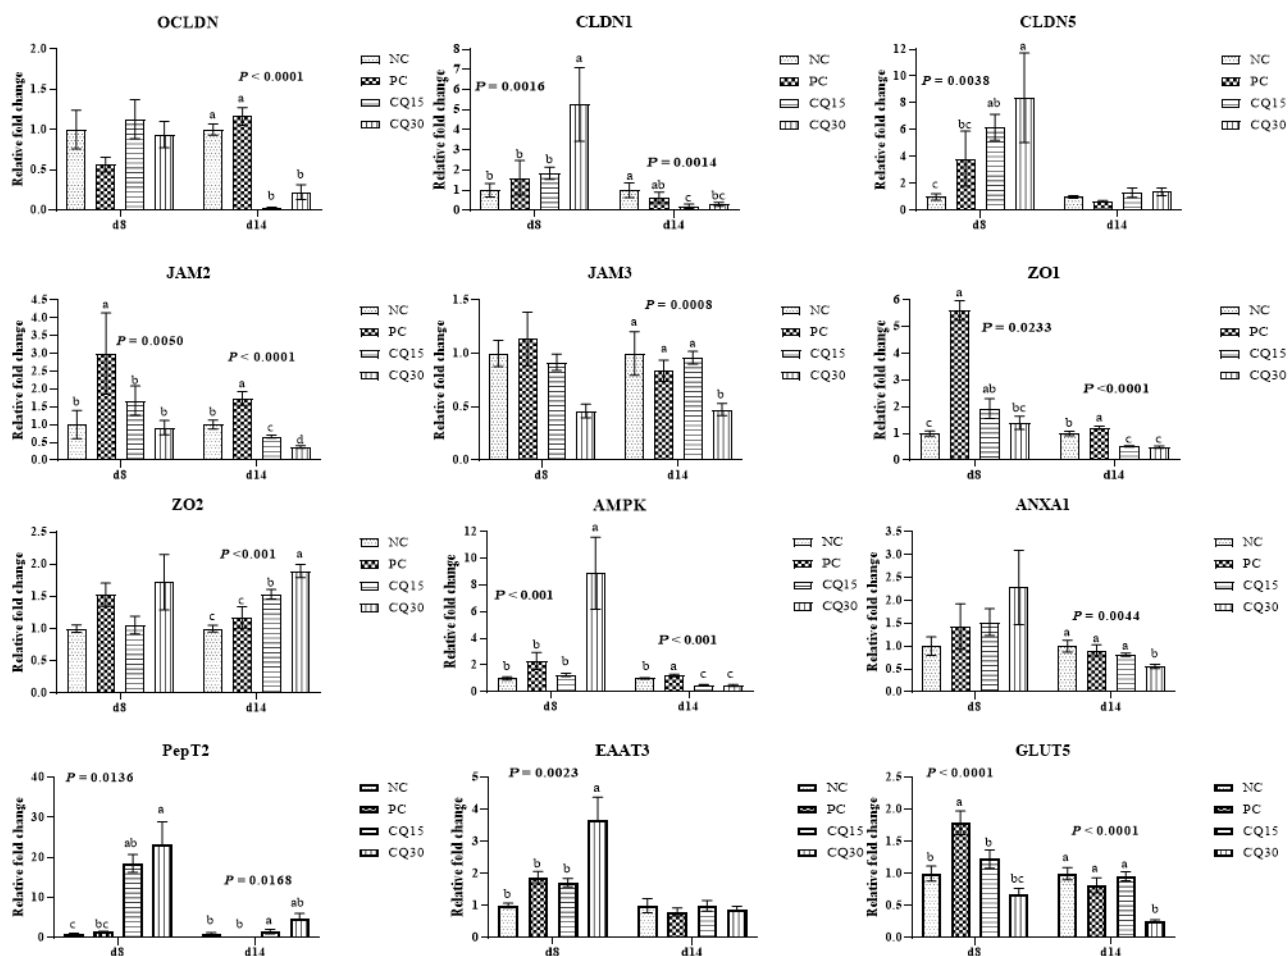 OCLDN
Relative fold change
2.0
1.5
1.0
0.5
0.0
P < 0.0001
a
a
b
b
d8
d14
NC
PC
CQ15
CQ30
CLDN1
Relative fold change
8
7
6
5
4
3
2
1
0
P = 0.0016
b
b
b
a
P = 0.0014
a
ab
c
bc
d8
d14
NC
PC
CQ15
CQ30
CLDN5
Relative fold change
12
10
8
6
4
2
0
P = 0.0038
c
bc
ab
a
d8
d14
NC
PC
CQ15
CQ30
JAM2
Relative fold change
4.5
4.0
3.5
3.0
2.5
2.0
1.5
1.0
0.5
0.0
P = 0.0050
b
a
b
b
P < 0.0001
b
a
c
d
d8
d14
NC
PC
CQ15
CQ30
JAM3
Relative fold change
1.5
1.0
0.5
0.0
P = 0.0008
a
a
a
b
d8
d14
NC
PC
CQ15
CQ30
ZO1
Relative fold change
6
5
4
3
2
1
0
P = 0.0233
c
a
ab
bc
P <0.0001
b
a
c
c
d8
d14
NC
PC
CQ15
CQ30
ZO2
Relative fold change
2.5
2.0
1.5
1.0
0.5
0.0
P <0.001
c
c
b
a
d8
d14
NC
PC
CQ15
CQ30
AMPK
Relative fold change
12
10
8
6
4
2
0
P <0.001
b
b
b
a
P <0.001
b
a
c
c
d8
d14
NC
PC
CQ15
CQ30
ANXA1
Relative fold change
3.5
3.0
2.5
2.0
1.5
1.0
0.5
0.0
P = 0.0044
a
a
a
b
d8
d14
NC
PC
CQ15
CQ30
PepT2
Relative fold change
40
30
20
10
0
P = 0.0136
c
bc
ab
a
P = 0.0168
b
b
a
ab
d8
d14
NC
PC
CQ15
CQ30
EAAT3
Relative fold change
5
4
3
2
1
0
P = 0.0023
b
b
b
a
d8
d14
NC
PC
CQ15
CQ30
GLUT5
Relative fold change
2.5
2.0
1.5
1.0
0.5
0.0
P < 0.0001
b
a
b
bc
P < 0.0001
a
a
a
b
d8
d14
NC
PC
CQ15
CQ30